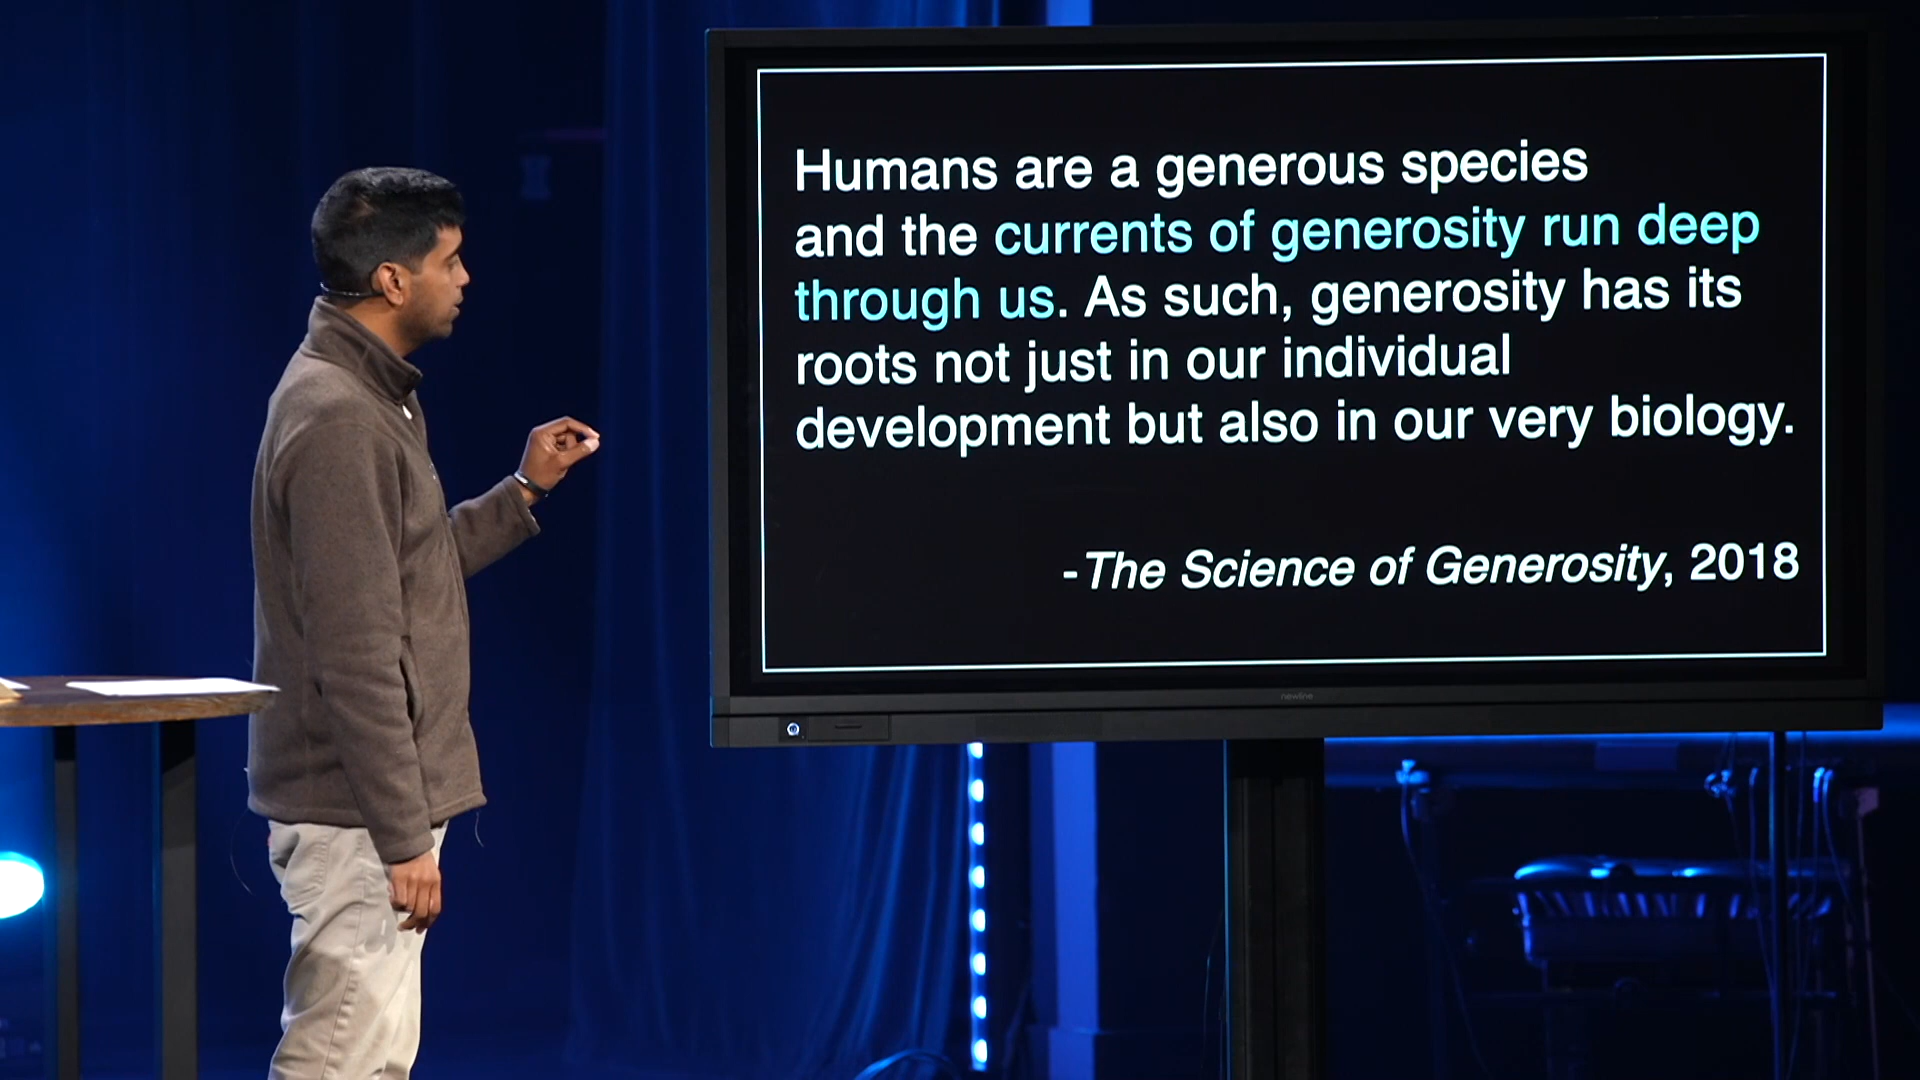 Humans are a generous species
and the currents of generosity run deep
through us. As such, generosity has its
roots not just in our individual
development but also in our very biology.
-The Science of Generosity, 2018
newline